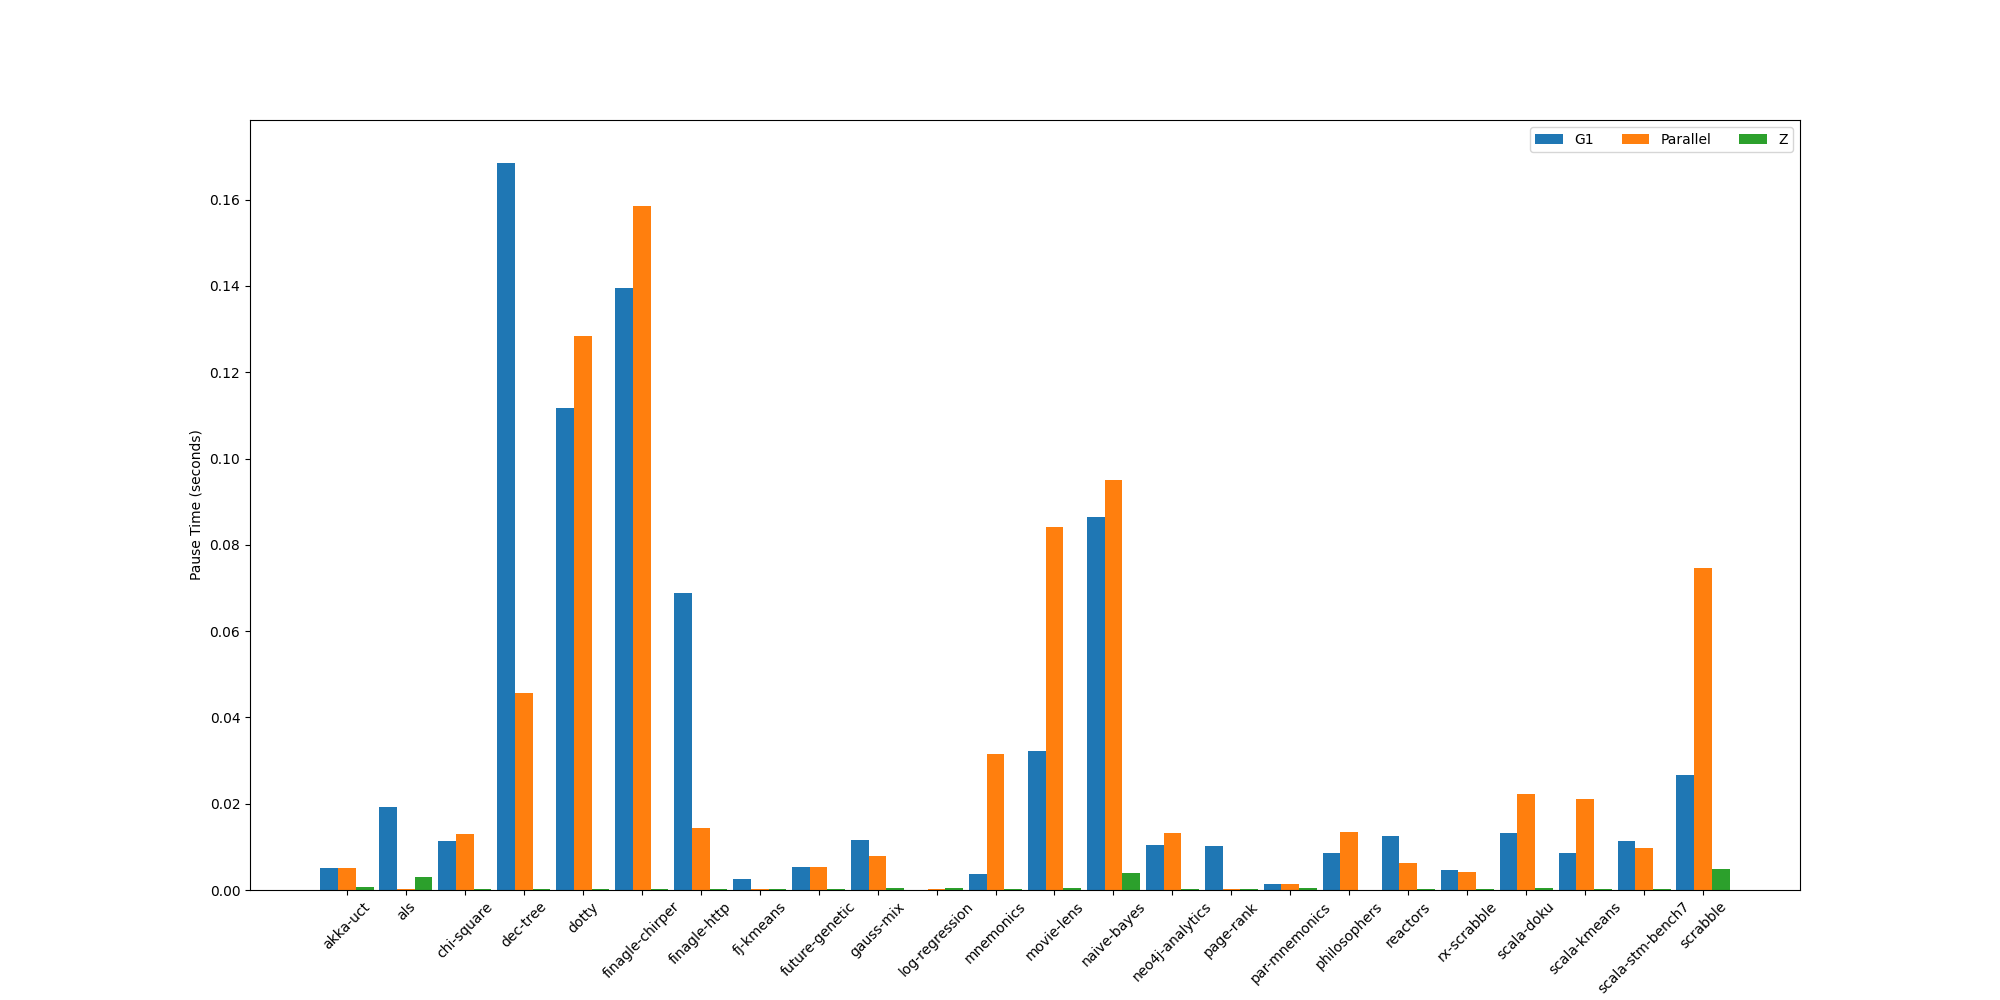 G1 Parallel Z
0.16
0.14
0.12
0.10
0.08
0.06
0.04
0.02
0.00
Pause Time (seconds)
akka-uct
als
chi-square
dec-tree
dotty
finagle-chirper
finagle-http
fj-kmeans
future-genetic
gauss-mix
log-regression
mnemonics
movie-lens
naive-bayes
neo4j-analytics
page-rank
par-mnemonics
philosophers
reactors
rx-scrabble
scala-doku
scala-kmeans
scala-stm-bench7
scrabble